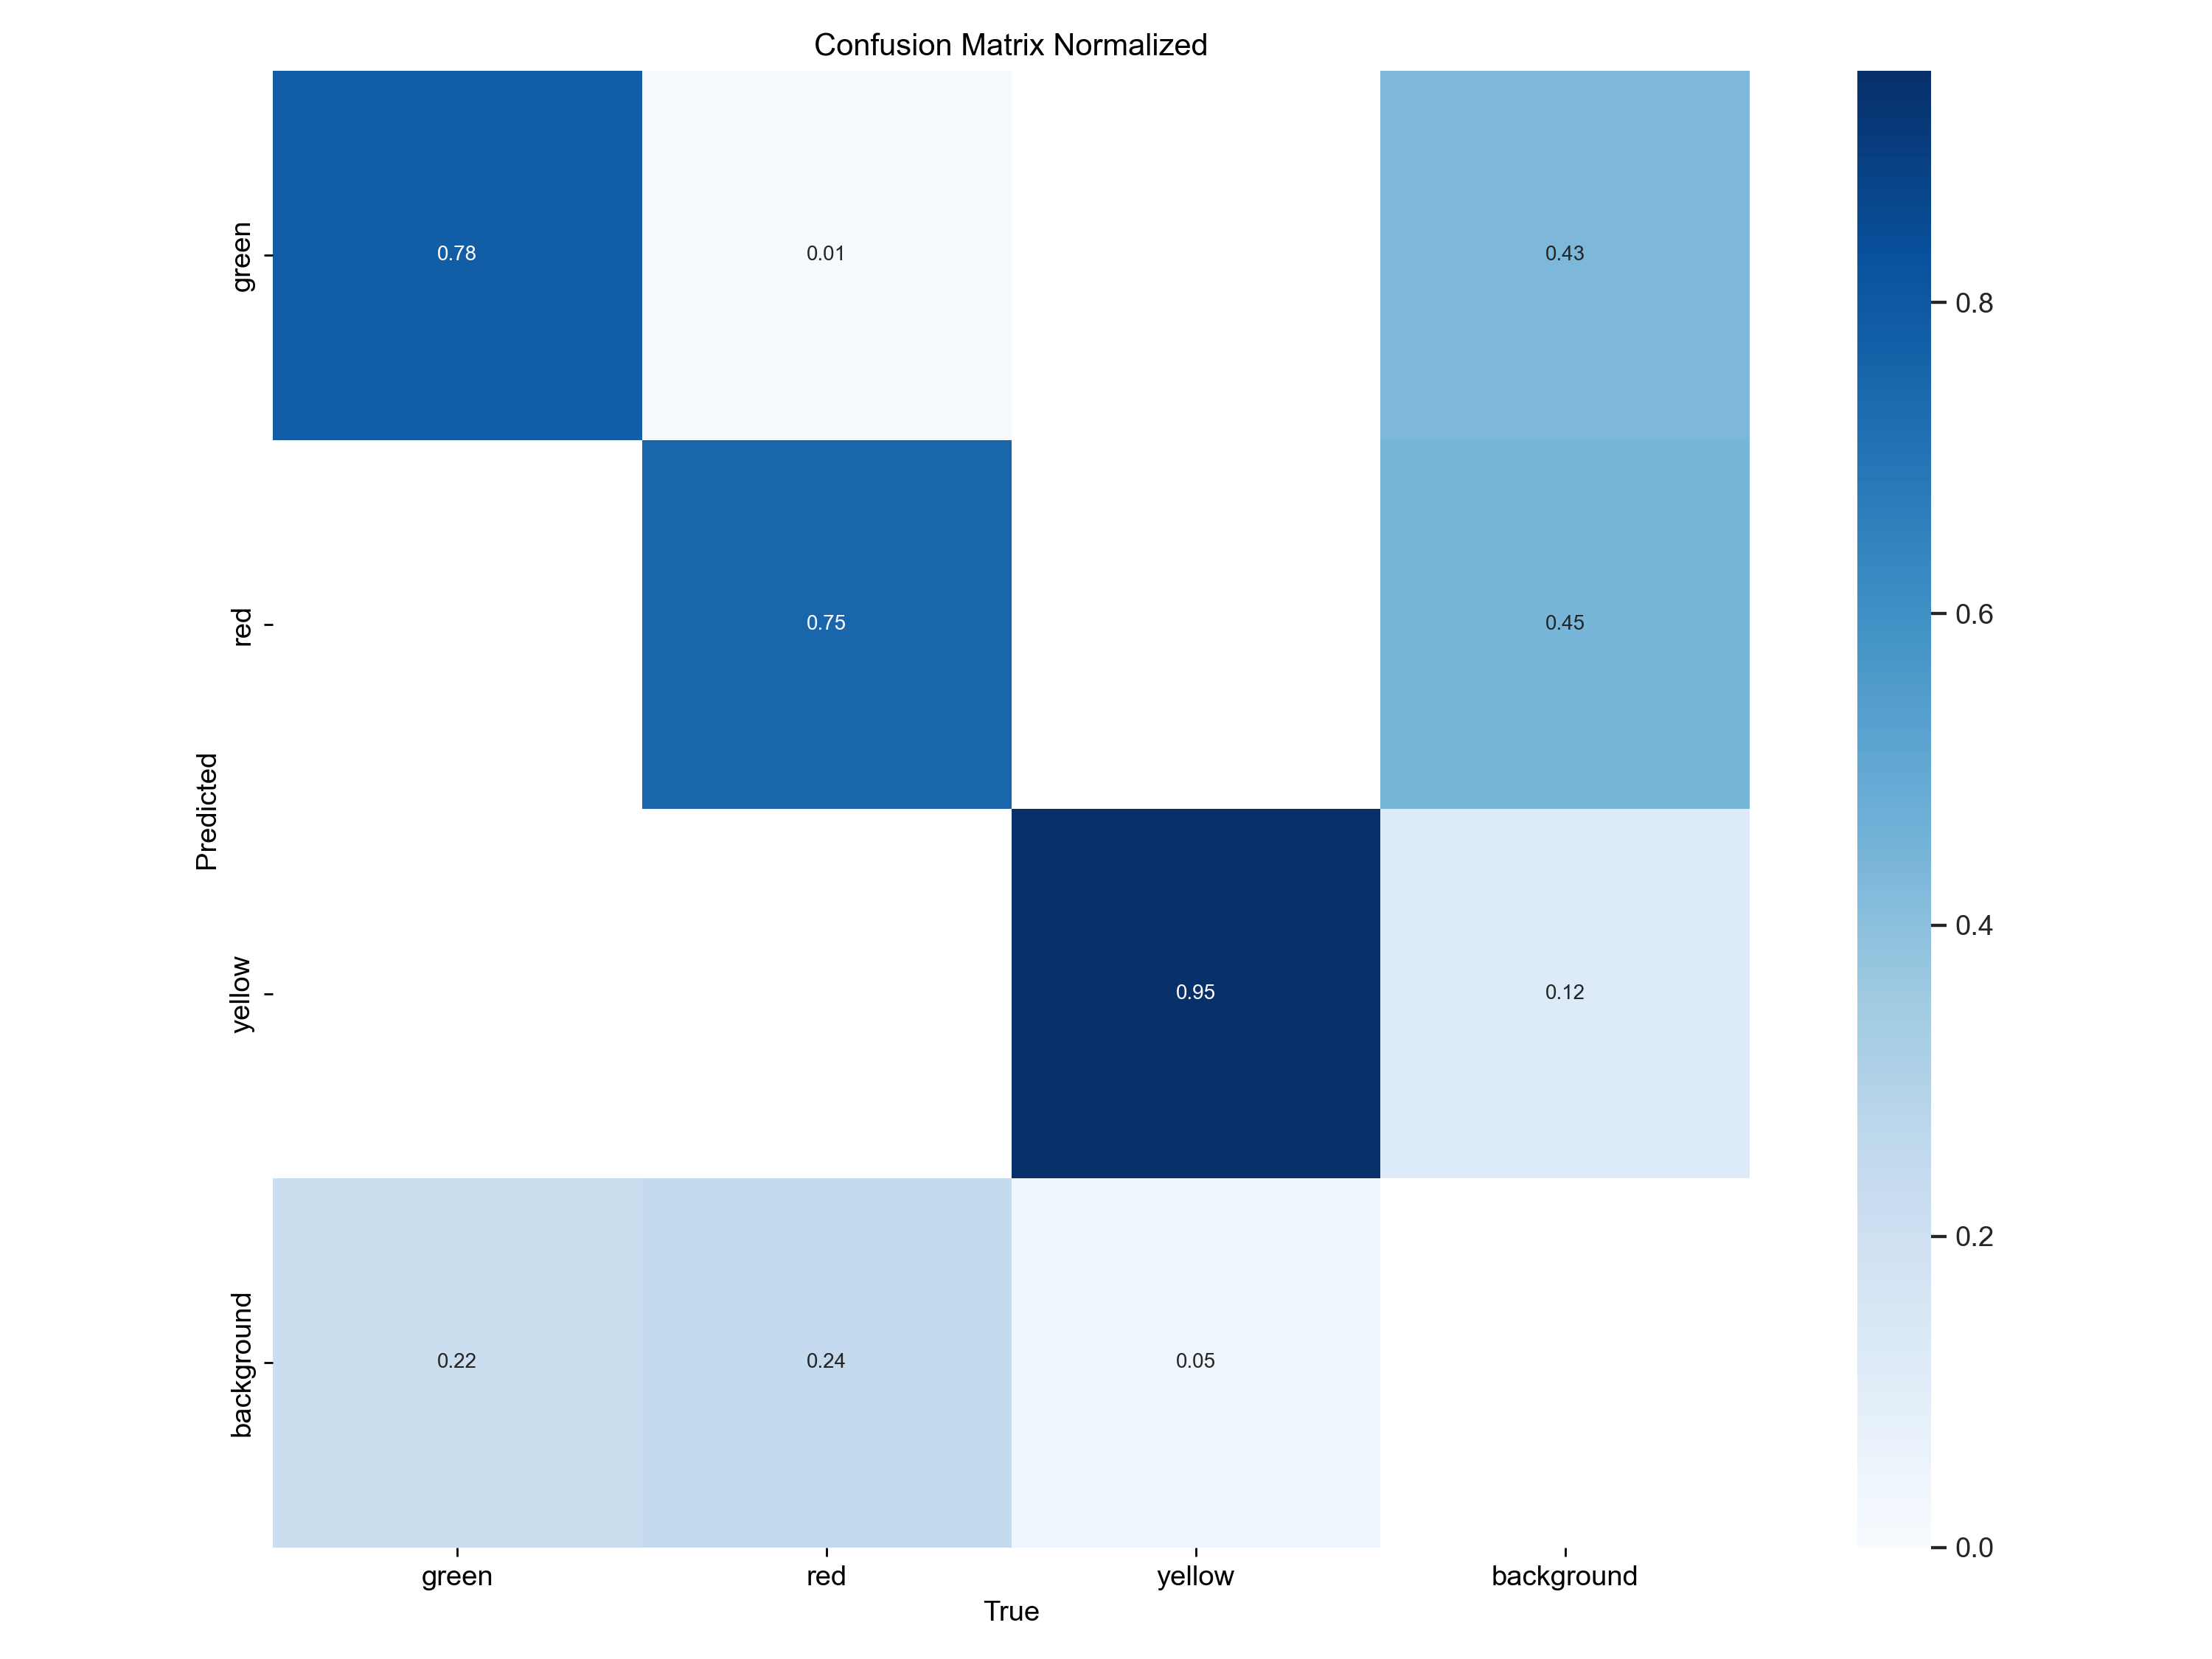 Confusion Matrix Normalized
green
0.78
0.01
0.43
0.8
red
0.75
0.45
0.6
Predicted
yellow
0.95
0.12
0.4
background
0.22
0.24
0.05
0.2
0.0
green
red
yellow
background
True